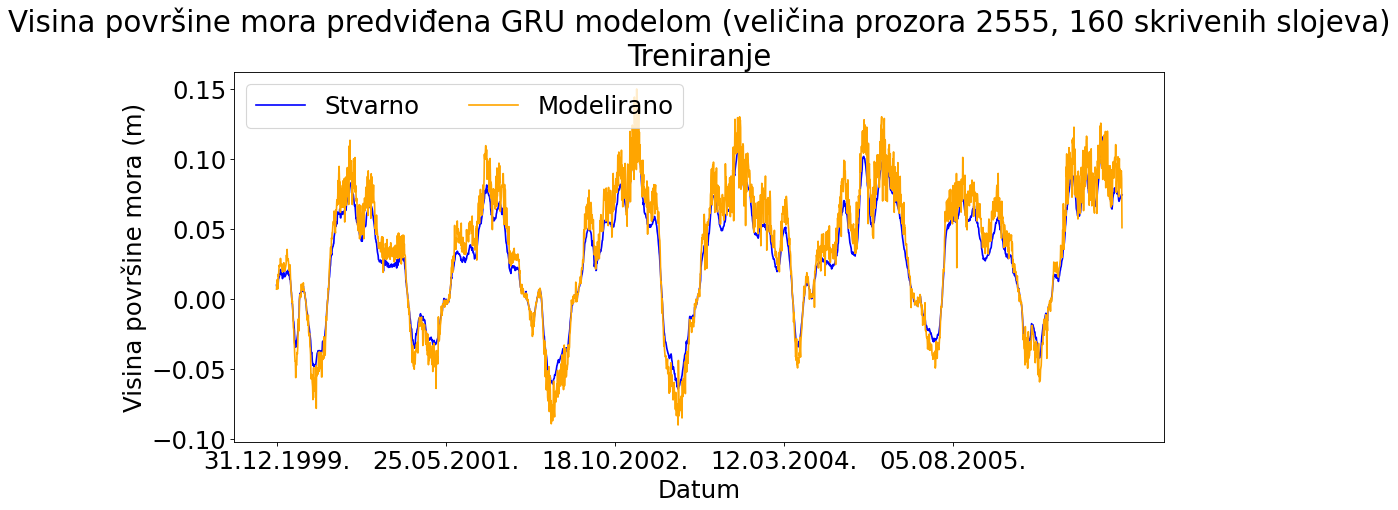 Visina površine mora predviđena GRU modelom (veličina prozora 2555, 160 skrivenih slojeva)
Treniranje
Stvarno
Modelirano
Visina površine mora (m)
0.15
0.10
0.05
0.00
−0.05
−0.10
31.12.1999.
25.05.2001.
18.10.2002.
12.03.2004.
05.08.2005.
Datum